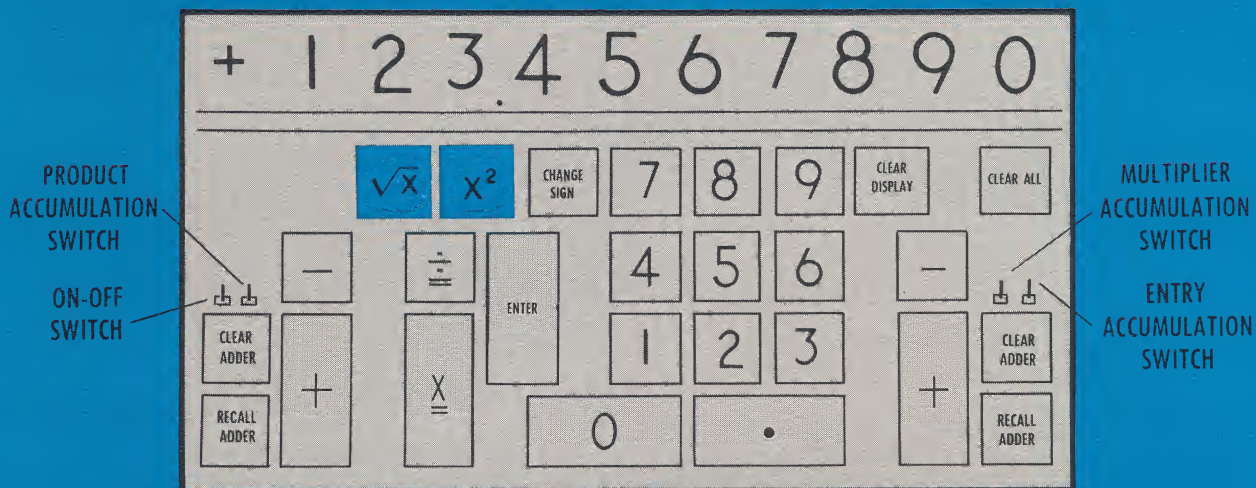 + 1 2 3 . 4 5 6 7 8 9 0
PRODUCT
ACCUMULATION
SWITCH
ON-OFF
SWITCH
√x
X²
CHANGE
SIGN
7
8
9
CLEAR
DISPLAY
CLEAR ALL
MULTIPLIER
ACCUMULATION
SWITCH
ENTRY
ACCUMULATION
SWITCH
−
÷
=
ENTER
4
5
6
−
CLEAR
ADDER
+
X
=
1
2
3
+
CLEAR
ADDER
RECALL
ADDER
0
.
RECALL
ADDER